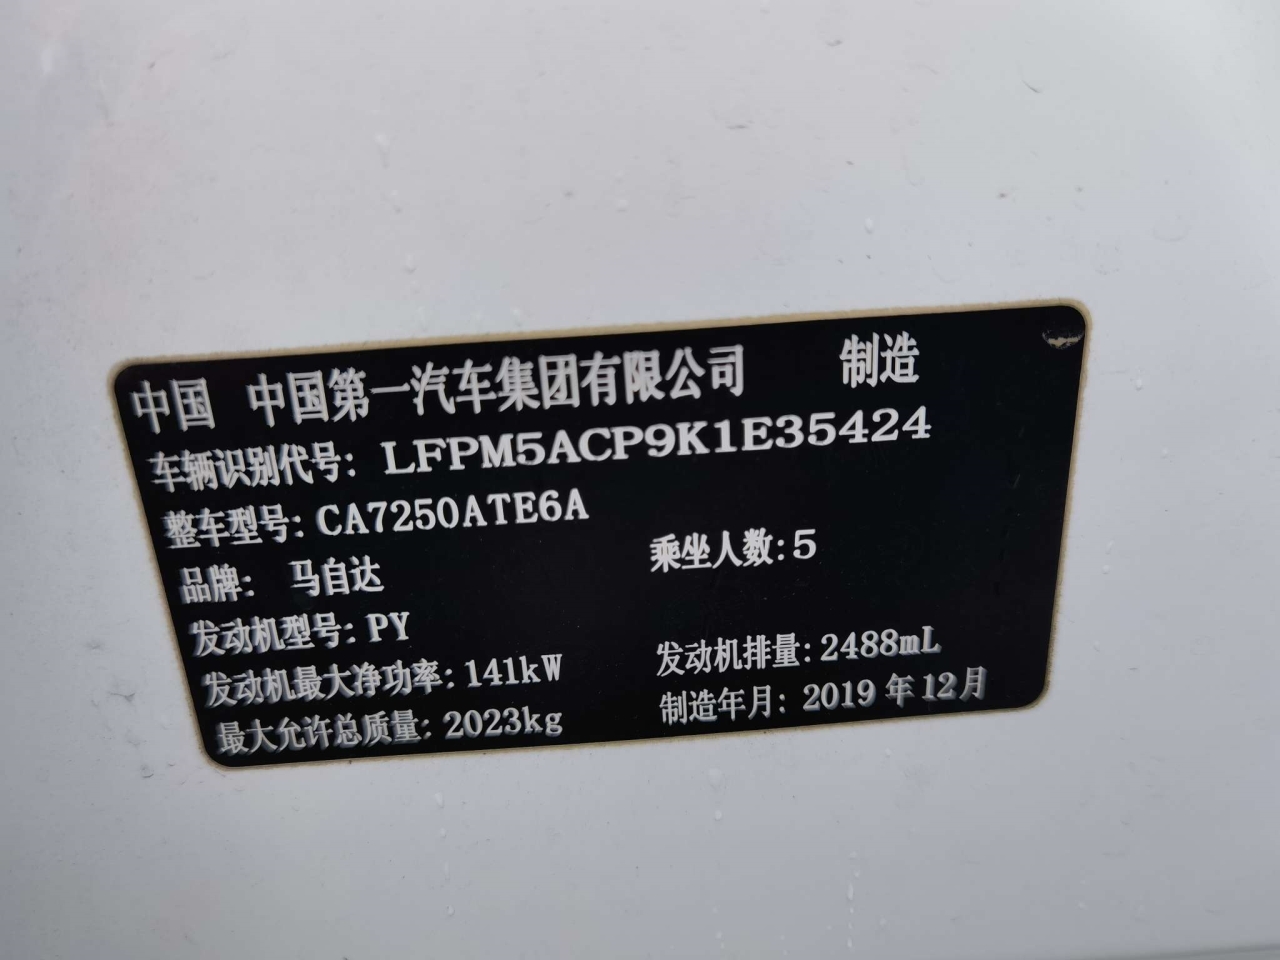 中国 中国第一汽车集团有限公司 制造
车辆识别代号: LFPM5ACP9K1E35424
整车型号: CA7250ATE6A
品牌: 马自达 乘坐人数: 5
发动机型号: PY
发动机最大净功率: 141kW 发动机排量: 2488mL
最大允许总质量: 2023kg 制造年月: 2019 年 12 月